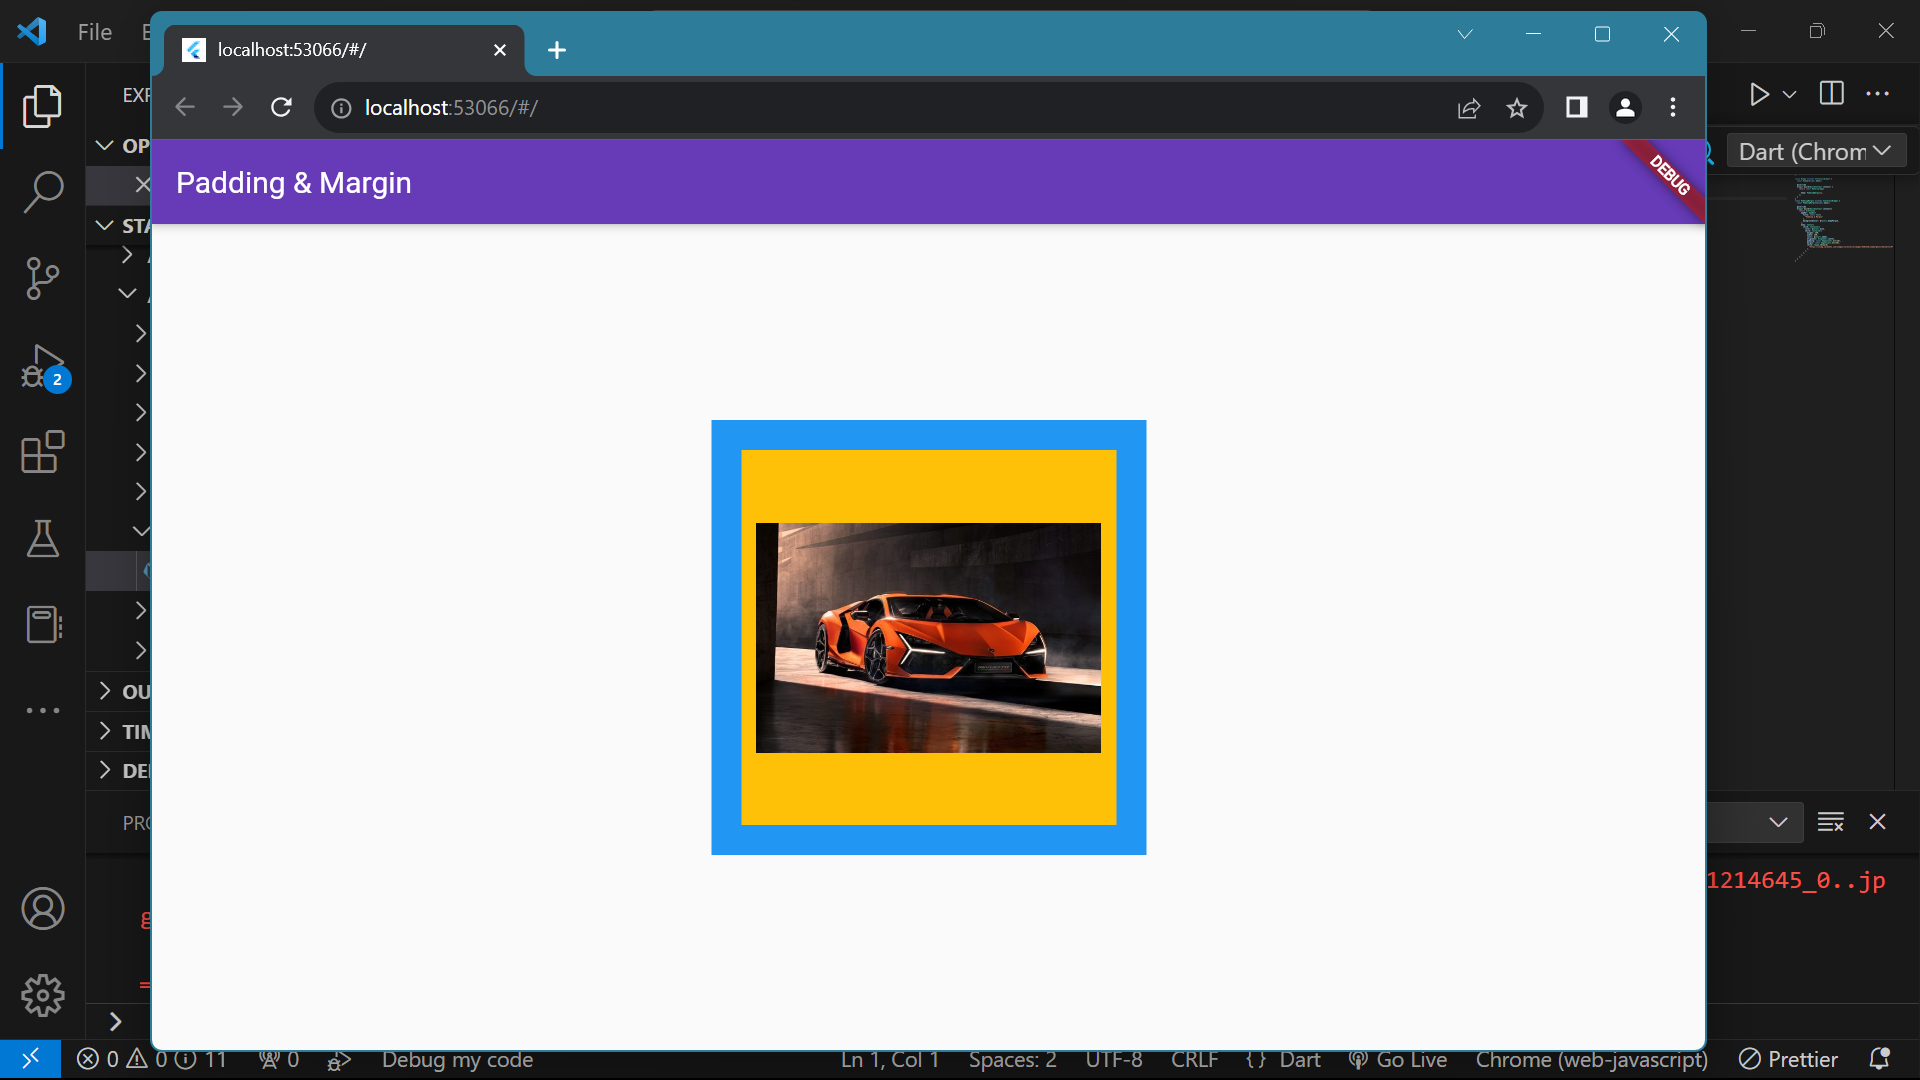 File
localhost:53066/#/
localhost:53066/#/
EX
OP
Dart (Chrom
Padding & Margin
DEBUG
STA
2
OU
TIM
DE
PRO
1214645_0..jp
g
=
0 0 11 0 Debug my code Ln 1, Col 1 Spaces: 2 UTF-8 CRLF {} Dart Go Live Chrome (web-javascript) Prettier